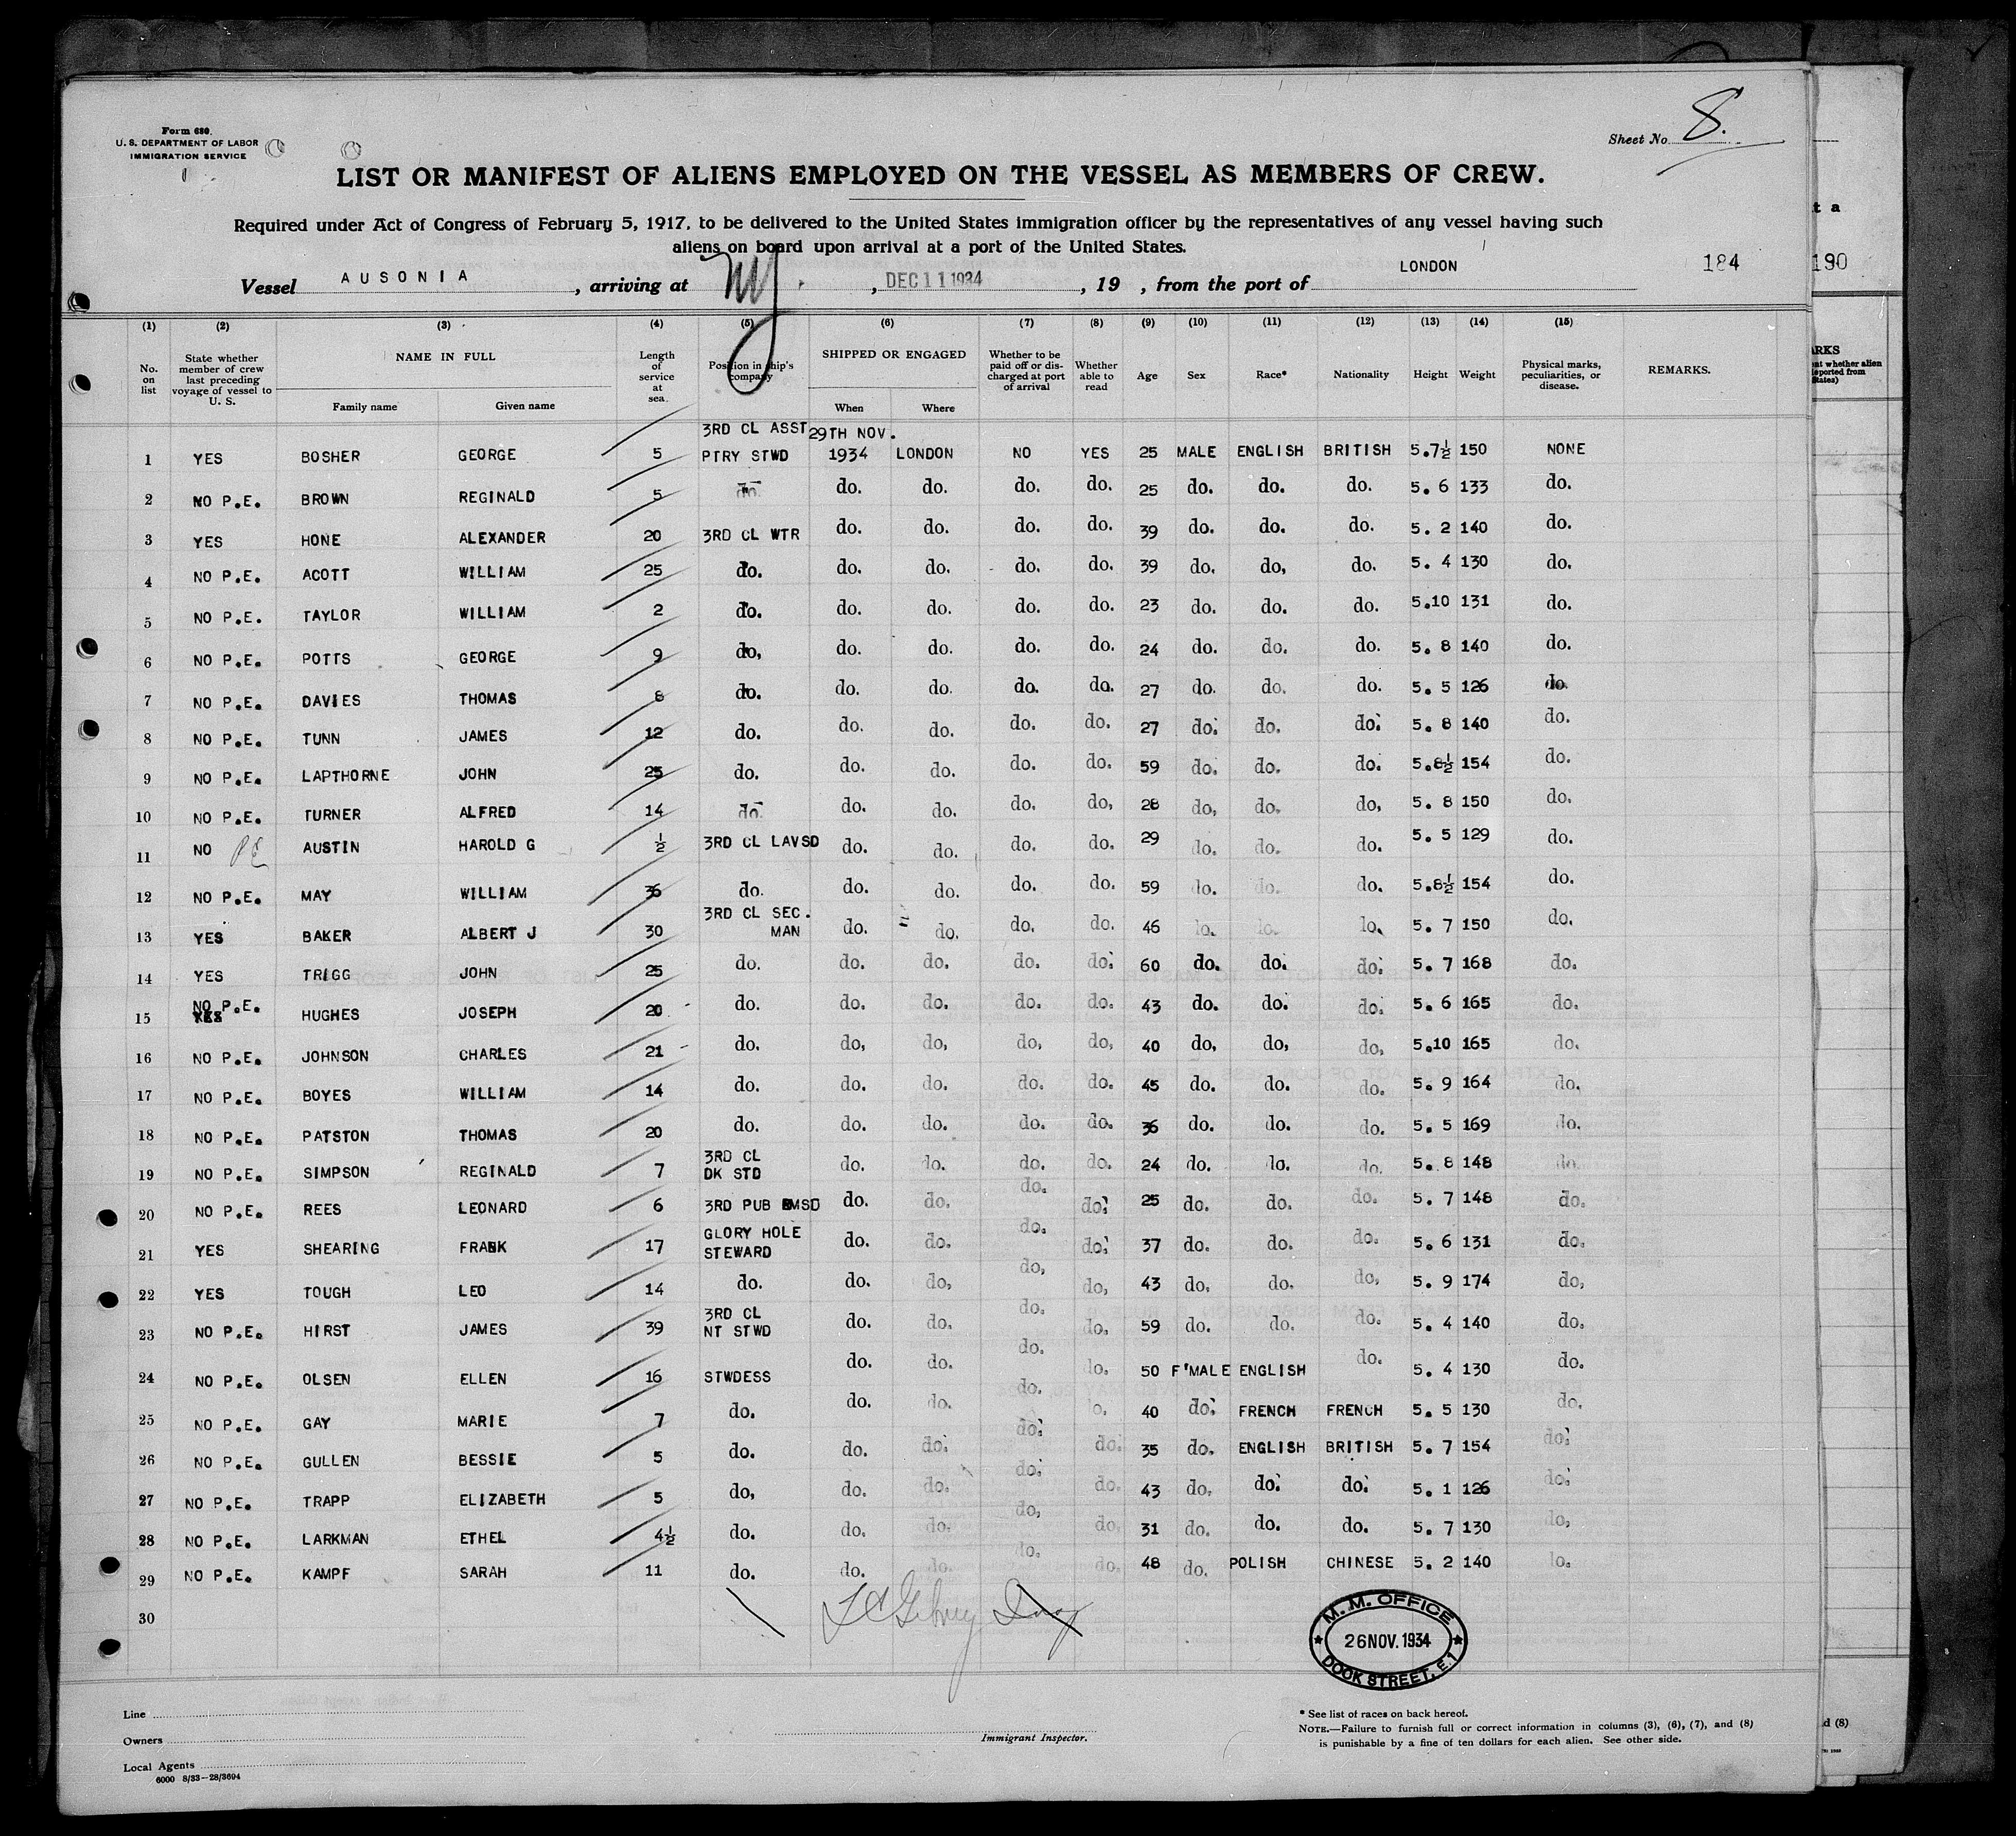 Form 680.
U. S. DEPARTMENT OF LABOR
IMMIGRATION SERVICE
Sheet No. 8.
LIST OR MANIFEST OF ALIENS EMPLOYED ON THE VESSEL AS MEMBERS OF CREW.
Required under Act of Congress of February 5, 1917, to be delivered to the United States immigration officer by the representatives of any vessel having such
aliens on board upon arrival at a port of the United States.
Vessel AUSONIA, arriving at NY, DEC 11 1934, 19 , from the port of LONDON 184 190
(1) (2) (3) (4) (5) (6) (7) (8) (9) (10) (11) (12) (13) (14) (15)
No. on list | State whether member of crew last preceding voyage of vessel to U. S. | NAME IN FULL Family name Given name | Length of service at sea. | Position in ship's company | SHIPPED OR ENGAGED When Where | Whether to be paid off or discharged at port of arrival | Whether able to read | Age | Sex | Race* | Nationality | Height | Weight | Physical marks, peculiarities, or disease. | REMARKS.
1 YES BOSHER GEORGE 5 3RD CL ASST PTRY STWD 29TH NOV. 1934 LONDON NO YES 25 MALE ENGLISH BRITISH 5.7½ 150 NONE
2 NO P.E. BROWN REGINALD 5 do. do. do. do. do. 25 do. do. do. 5. 6 133 do.
3 YES HONE ALEXANDER 20 3RD CL WTR do. do. do. do. 39 do. do. do. 5. 2 140 do.
4 NO P.E. ACOTT WILLIAM 25 do. do. do. do. do. 39 do. do, do. 5. 4 130 do.
5 NO P.E. TAYLOR WILLIAM 2 do. do. do. do. do. 23 do. do. do. 5.10 131 do.
6 NO P.E. POTTS GEORGE 9 do, do. do. do. do. 24 do. do. do. 5. 8 140 do.
7 NO P.E. DAVIES THOMAS 8 do. do. do. do. do. 27 do. do. do. 5. 5 126 do.
8 NO P.E. TUNN JAMES 12 do. do. do. do. do. 27 do. do. do. 5. 8 140 do.
9 NO P.E. LAPTHORNE JOHN 25 do. do. do. do. do. 59 do. do. do. 5.8½ 154 do.
10 NO P.E. TURNER ALFRED 14 do. do. do. do. do, 28 do, do. do, 5. 8 150 do.
11 NO PE AUSTIN HAROLD G ½ 3RD CL LAVSD do. do. do. do. 29 do. do. do. 5. 5 129 do.
12 NO P.E. MAY WILLIAM 36 do. do. do. do. do. 59 do. do. do. 5.8½ 154 do.
13 YES BAKER ALBERT J 30 3RD CL SEC. MAN do. do. do. do. 46 do. do. do. 5. 7 150 do.
14 YES TRIGG JOHN 25 do. do. do. do. do. 60 do. do. do. 5. 7 168 do.
15 NO P.E. YES HUGHES JOSEPH 20 do. do. do. do. do. 43 do. do. do. 5. 6 165 do.
16 NO P.E. JOHNSON CHARLES 21 do. do, do, do, do, 40 do, do, do, 5.10 165 do.
17 NO P.E. BOYES WILLIAM 14 do. do. do. do. do. 45 do. do. do. 5. 9 164 do.
18 NO P.E. PATSTON THOMAS 20 do. do. do. do. do. 36 do. do. do. 5. 5 169 do.
19 NO P.E. SIMPSON REGINALD 7 3RD CL DK STD do. do. do. do. 24 do. do. do. 5. 8 148 do.
20 NO P.E. REES LEONARD 6 3RD PUB RMSD do. do. do. do. 25 do. do. do. 5. 7 148 do.
21 YES SHEARING FRANK 17 GLORY HOLE STEWARD do. do. do. do. 37 do. do. do. 5. 6 131 do.
22 YES TOUGH LEO 14 do. do. do, do, do, 43 do. do. do, 5. 9 174 do,
23 NO P.E. HIRST JAMES 39 3RD CL NT STWD do. do. do. do. 59 do. do. do. 5. 4 140 do.
24 NO P.E. OLSEN ELLEN 16 STWDESS do. do. do. do. 50 F'MALE ENGLISH do. 5. 4 130 do.
25 NO P.E. GAY MARIE 7 do. do. do. do. do. 40 do. FRENCH FRENCH 5. 5 130 do.
26 NO P.E. GULLEN BESSIE 5 do. do. do. do. do. 35 do. ENGLISH BRITISH 5. 7 154 do.
27 NO P.E. TRAPP ELIZABETH 5 do, do. do. do. do. 43 do. do. do. 5. 1 126 do.
28 NO P.E. LARKMAN ETHEL 4½ do. do. do. do, do. 31 do. do. do. 5. 7 130 do,
29 NO P.E. KAMPF SARAH 11 do. do. do. do. do. 48 do. POLISH CHINESE 5. 2 140 do.
30
M.M. OFFICE
26 NOV. 1934
DOCK STREET, E.1
Line
Owners
Local Agents
6000 8/33—28/3694
Immigrant Inspector.
* See list of races on back hereof.
NOTE.—Failure to furnish full or correct information in columns (3), (6), (7), and (8)
is punishable by a fine of ten dollars for each alien. See other side.